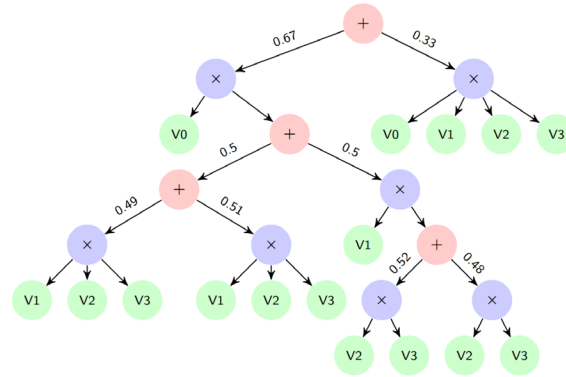 +
0.67 0.33
× ×
V0 + V0 V1 V2 V3
0.5 0.5
+ ×
0.49 0.51
× × V1 +
0.52 0.48
V1 V2 V3 V1 V2 V3 × ×
V2 V3 V2 V3